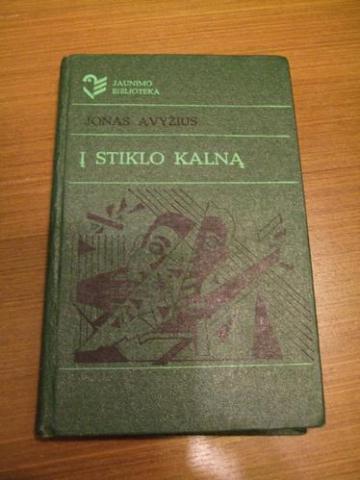 JAUNIMO
BIBLIOTEKA
JONAS AVYŽIUS
Į STIKLO KALNĄ